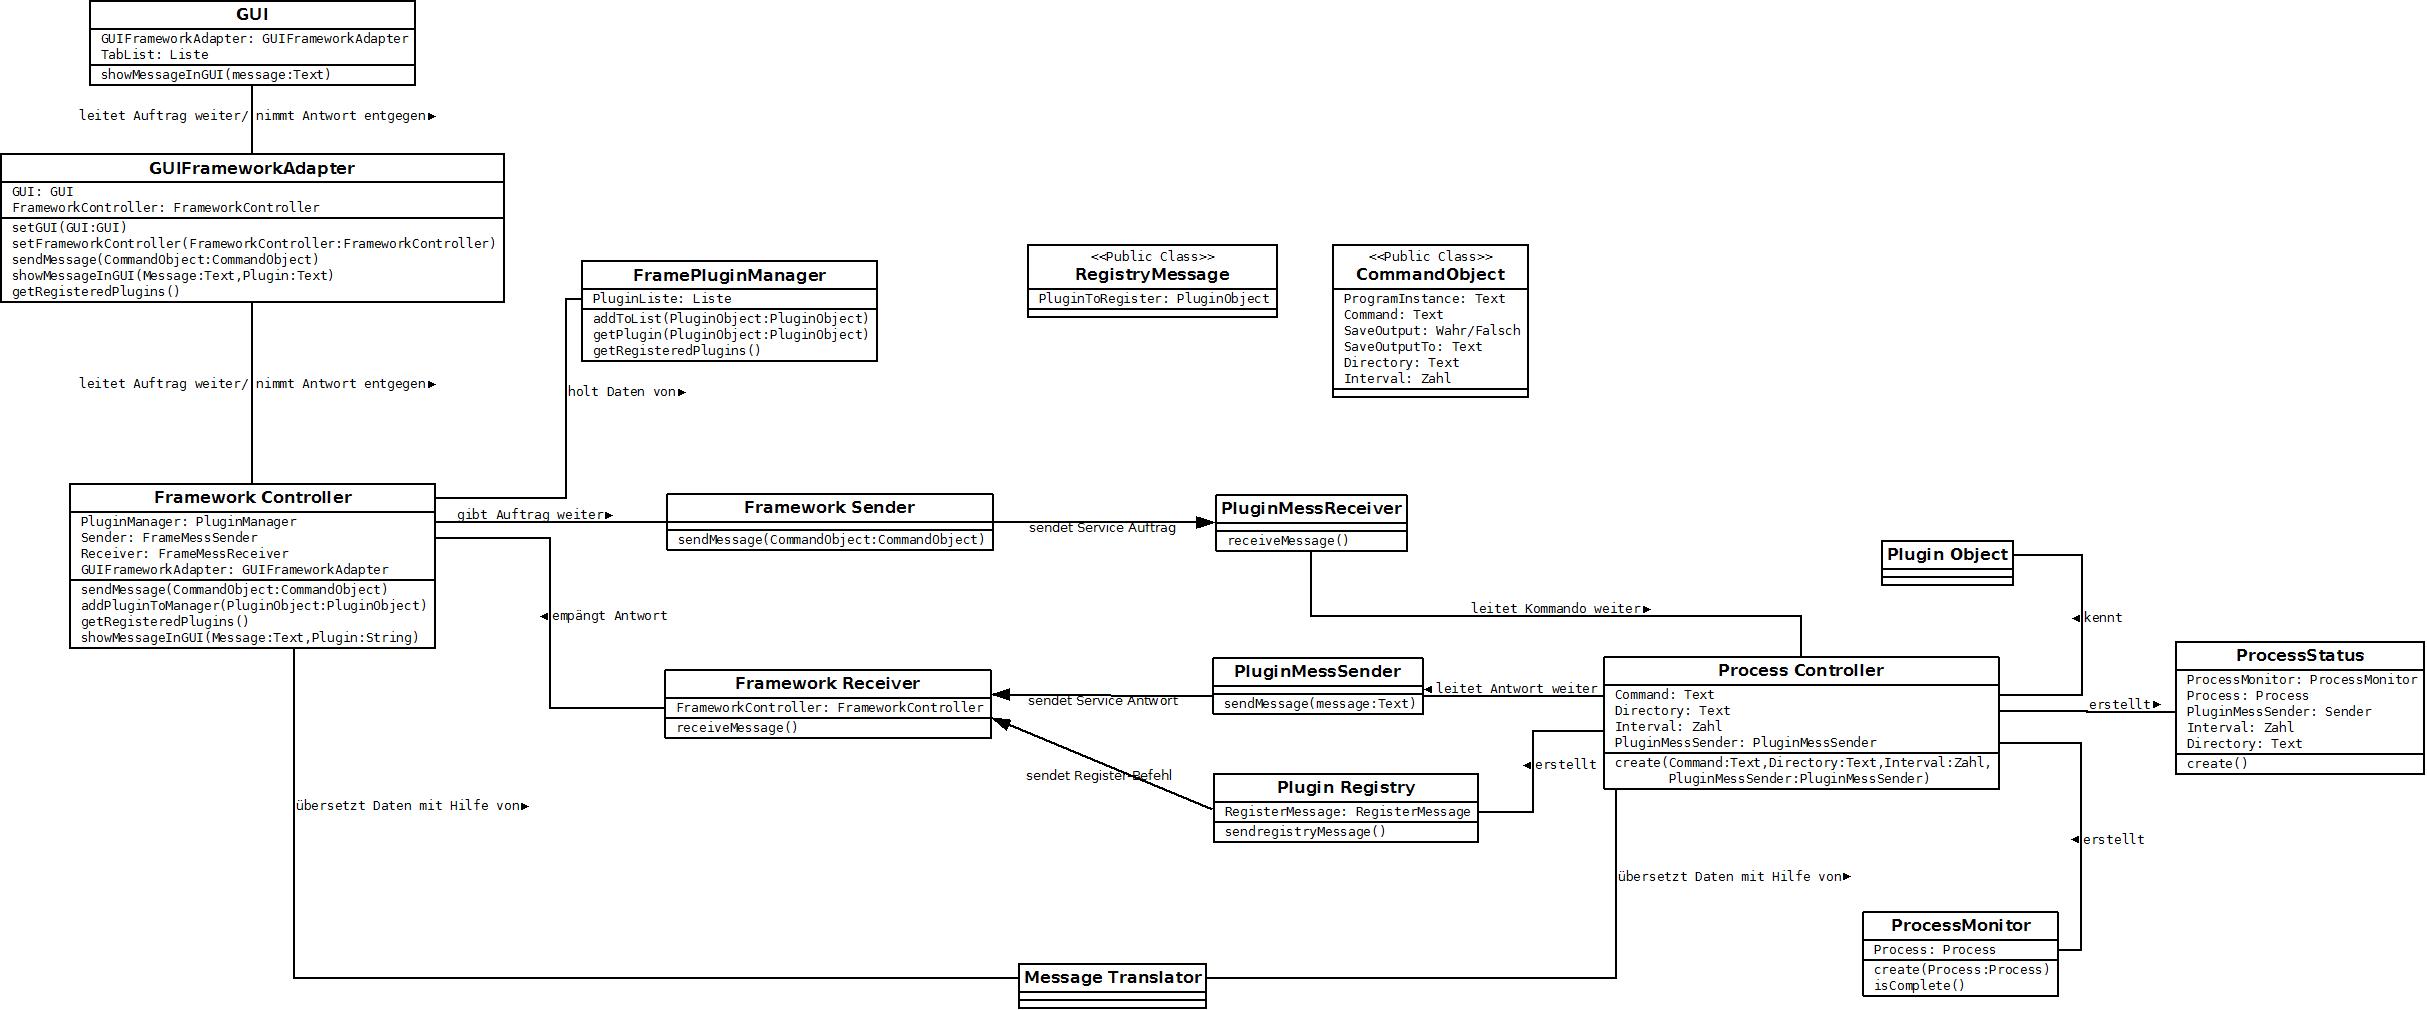 GUI
GUIFrameworkAdapter: GUIFrameworkAdapter
TabList: Liste
showMessageInGUI(message:Text)
leitet Auftrag weiter/ nimmt Antwort entgegen
GUIFrameworkAdapter
GUI: GUI
FrameworkController: FrameworkController
setGUI(GUI:GUI)
setFrameworkController(FrameworkController:FrameworkController)
sendMessage(CommandObject:CommandObject)
showMessageInGUI(Message:Text,Plugin:Text)
getRegisteredPlugins()
leitet Auftrag weiter/ nimmt Antwort entgegen
FramePluginManager
PluginListe: Liste
addToList(PluginObject:PluginObject)
getPlugin(PluginObject:PluginObject)
getRegisteredPlugins()
holt Daten von
<<Public Class>>
RegistryMessage
PluginToRegister: PluginObject
<<Public Class>>
CommandObject
ProgramInstance: Text
Command: Text
SaveOutput: Wahr/Falsch
SaveOutputTo: Text
Directory: Text
Interval: Zahl
Framework Controller
PluginManager: PluginManager
Sender: FrameMessSender
Receiver: FrameMessReceiver
GUIFrameworkAdapter: GUIFrameworkAdapter
sendMessage(CommandObject:CommandObject)
addPluginToManager(PluginObject:PluginObject)
getRegisteredPlugins()
showMessageInGUI(Message:Text,Plugin:String)
gibt Auftrag weiter
Framework Sender
sendMessage(CommandObject:CommandObject)
sendet Service Auftrag
PluginMessReceiver
receiveMessage()
leitet Kommando weiter
Plugin Object
kennt
empängt Antwort
Framework Receiver
FrameworkController: FrameworkController
receiveMessage()
sendet Service Antwort
PluginMessSender
sendMessage(message:Text)
leitet Antwort weiter
Process Controller
Command: Text
Directory: Text
Interval: Zahl
PluginMessSender: PluginMessSender
create(Command:Text,Directory:Text,Interval:Zahl,
PluginMessSender:PluginMessSender)
erstellt
ProcessStatus
ProcessMonitor: ProcessMonitor
Process: Process
PluginMessSender: Sender
Interval: Zahl
Directory: Text
create()
sendet Register-Befehl
Plugin Registry
RegisterMessage: RegisterMessage
sendregistryMessage()
erstellt
übersetzt Daten mit Hilfe von
übersetzt Daten mit Hilfe von
erstellt
ProcessMonitor
Process: Process
create(Process:Process)
isComplete()
Message Translator